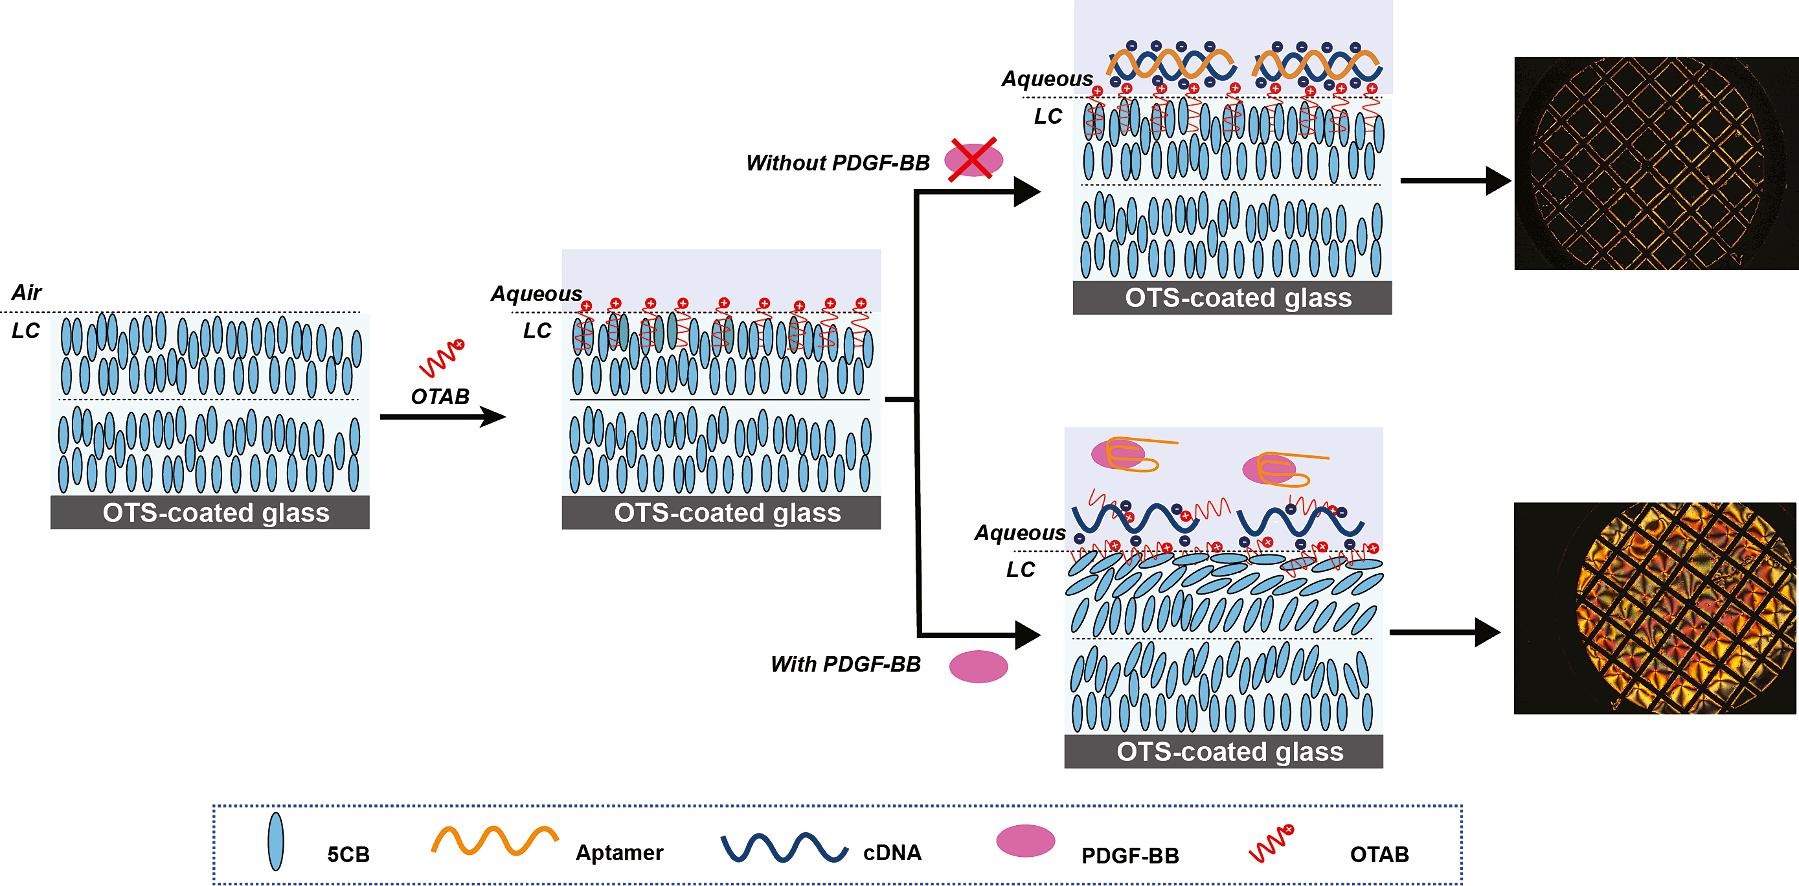 Air
LC
OTS-coated glass
OTAB
Aqueous
LC
OTS-coated glass
Without PDGF-BB
Aqueous
LC
OTS-coated glass
With PDGF-BB
Aqueous
LC
OTS-coated glass
5CB
Aptamer
cDNA
PDGF-BB
OTAB